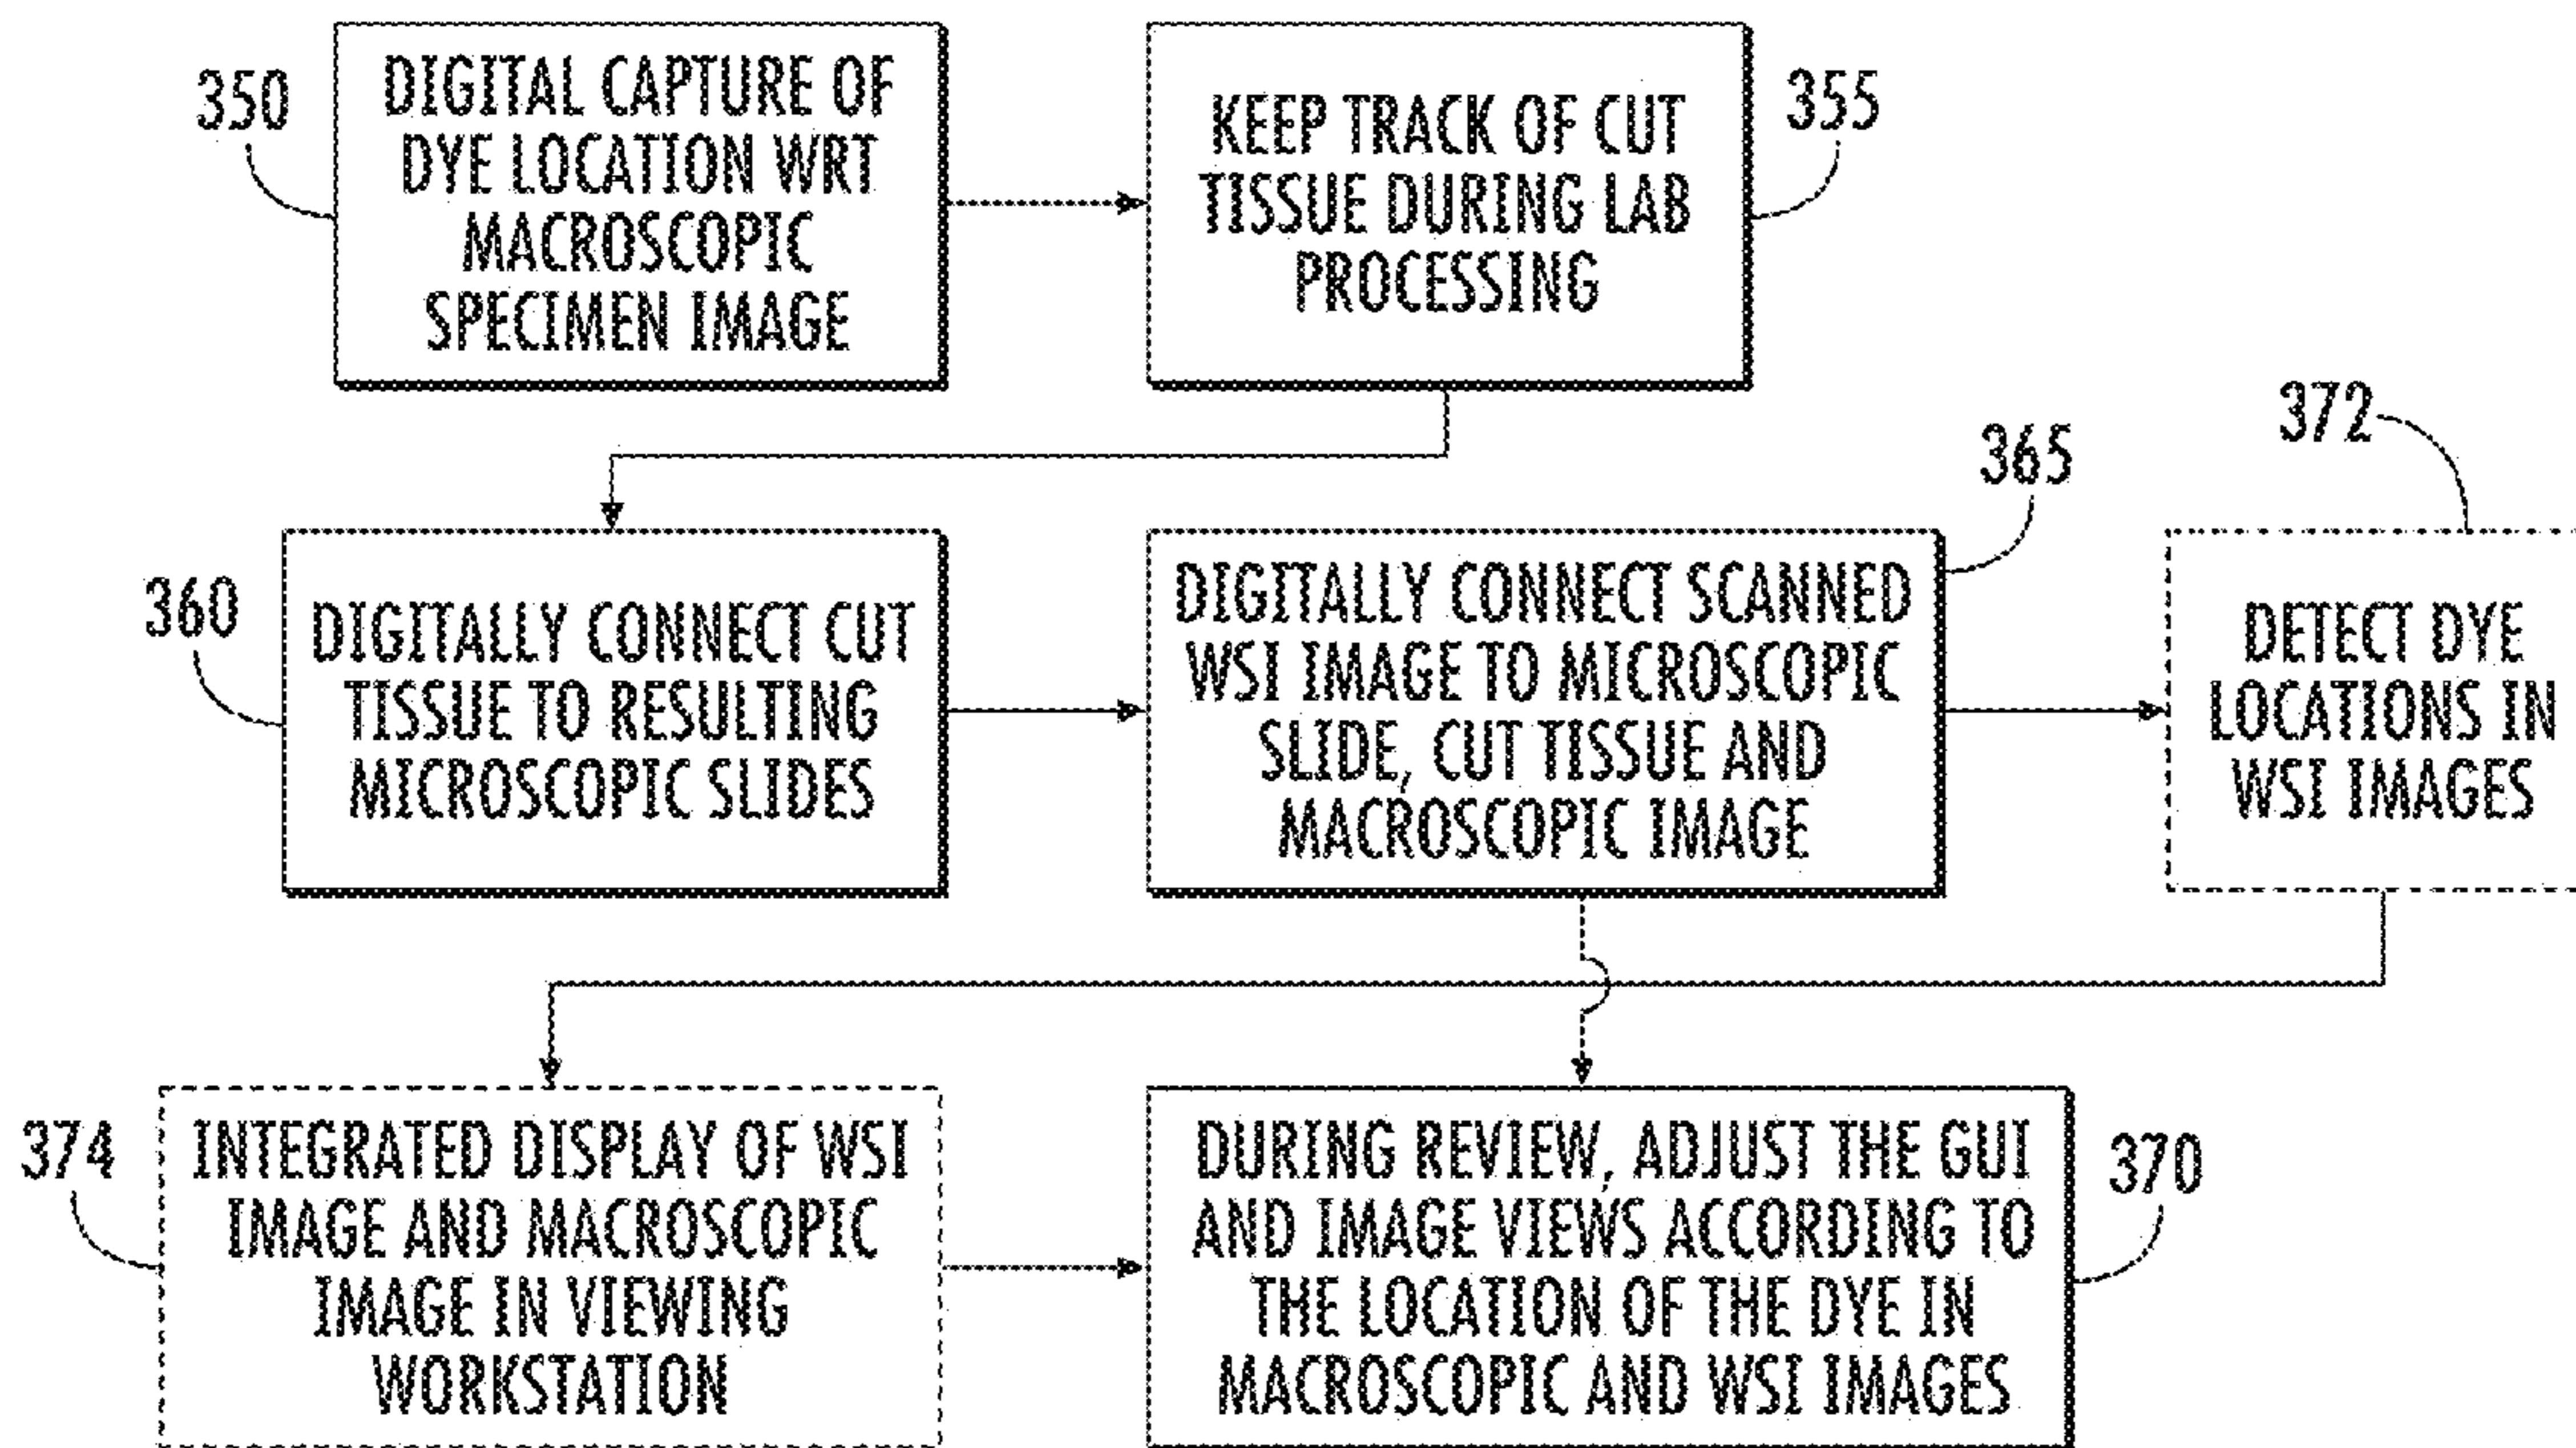 350
DIGITAL CAPTURE OF
DYE LOCATION WRT
MACROSCOPIC
SPECIMEN IMAGE
KEEP TRACK OF CUT
TISSUE DURING LAB
PROCESSING
355
360
DIGITALLY CONNECT CUT
TISSUE TO RESULTING
MICROSCOPIC SLIDES
DIGITALLY CONNECT SCANNED
WSI IMAGE TO MICROSCOPIC
SLIDE, CUT TISSUE AND
MACROSCOPIC IMAGE
365
372
DETECT DYE
LOCATIONS IN
WSI IMAGES
374
INTEGRATED DISPLAY OF WSI
IMAGE AND MACROSCOPIC
IMAGE IN VIEWING
WORKSTATION
DURING REVIEW, ADJUST THE GUI
AND IMAGE VIEWS ACCORDING TO
THE LOCATION OF THE DYE IN
MACROSCOPIC AND WSI IMAGES
370